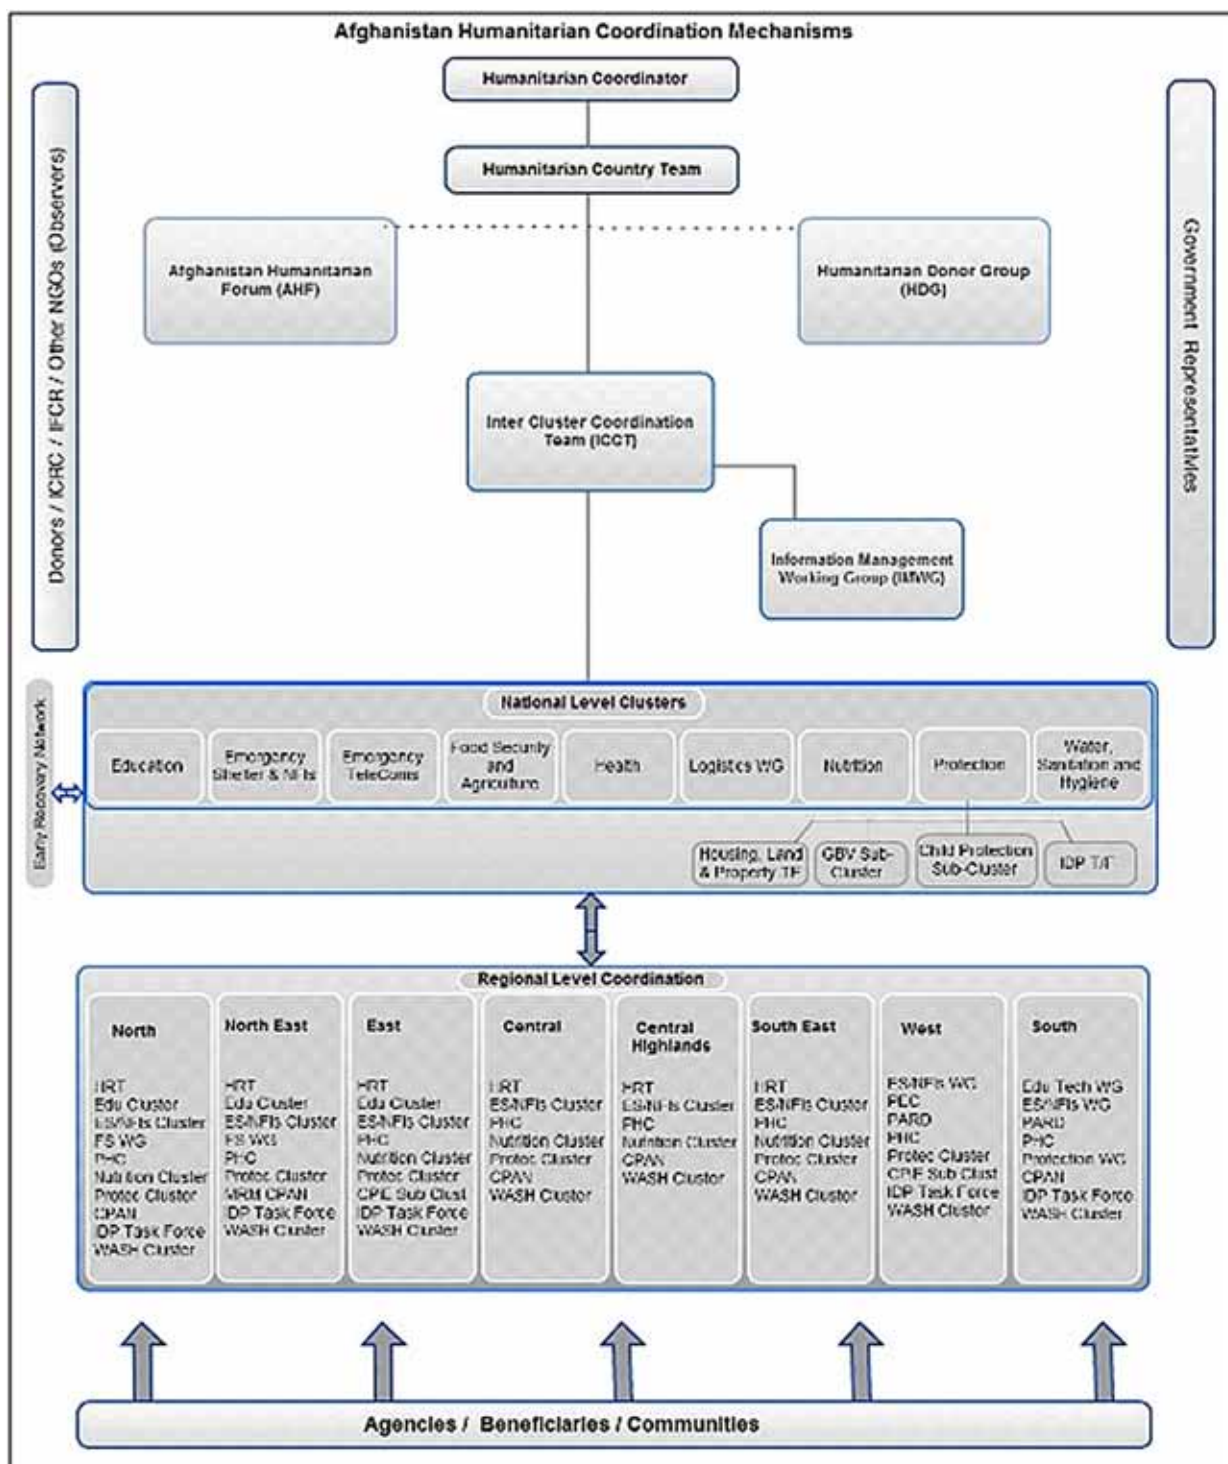 Afghanistan Humanitarian Coordination Mechanisms
Humanitarian Coordinator
Humanitarian Country Team
Donors / ICRC / IFCR / Other NGOs (Observers)
Government Representatives
Afghanistan Humanitarian
Forum (AHF)
Humanitarian Donor Group
(HDG)
Inter Cluster Coordination
Team (ICCT)
Information Management
Working Group (IMWG)
Early Recovery Network
National Level Clusters
Education
Emergency
Shelter & NFIs
Emergency
TeleComs
Food Security
and
Agriculture
Health
Logistics WG
Nutrition
Protection
Water,
Sanitation and
Hygiene
Housing, Land
& Property TF
GBV Sub-
Cluster
Child Protection
Sub-Cluster
IDP T/F
Regional Level Coordination
North
HRT
Edu Cluster
ES/NFIs Cluster
FS WG
PHC
Nutrition Cluster
Protec Cluster
CPAN
IDP Task Force
WASH Cluster
North East
HRT
Edu Cluster
ES/NFIs Cluster
FS WG
PHC
Protec Cluster
MRM CPAN
IDP Task Force
WASH Cluster
East
HRT
Edu Cluster
ES/NFIs Cluster
PHC
Nutrition Cluster
Protec Cluster
CPiE Sub Clust
IDP Task Force
WASH Cluster
Central
HRT
ES/NFIs Cluster
PHC
Nutrition Cluster
Protec Cluster
CPAN
WASH Cluster
Central
Highlands
HRT
ES/NFIs Cluster
PHC
Nutrition Cluster
CPAN
WASH Cluster
South East
HRT
ES/NFIs Cluster
PHC
Nutrition Cluster
Protec Cluster
CPAN
WASH Cluster
West
ES/NFIs WG
PARD
PHC
Protec Cluster
CPiE Sub Clust
IDP Task Force
WASH Cluster
South
Edu Tech WG
ES/NFIs WG
PARD
PHC
Protection WG
CPAN
IDP Task Force
WASH Cluster
Agencies / Beneficiaries / Communities